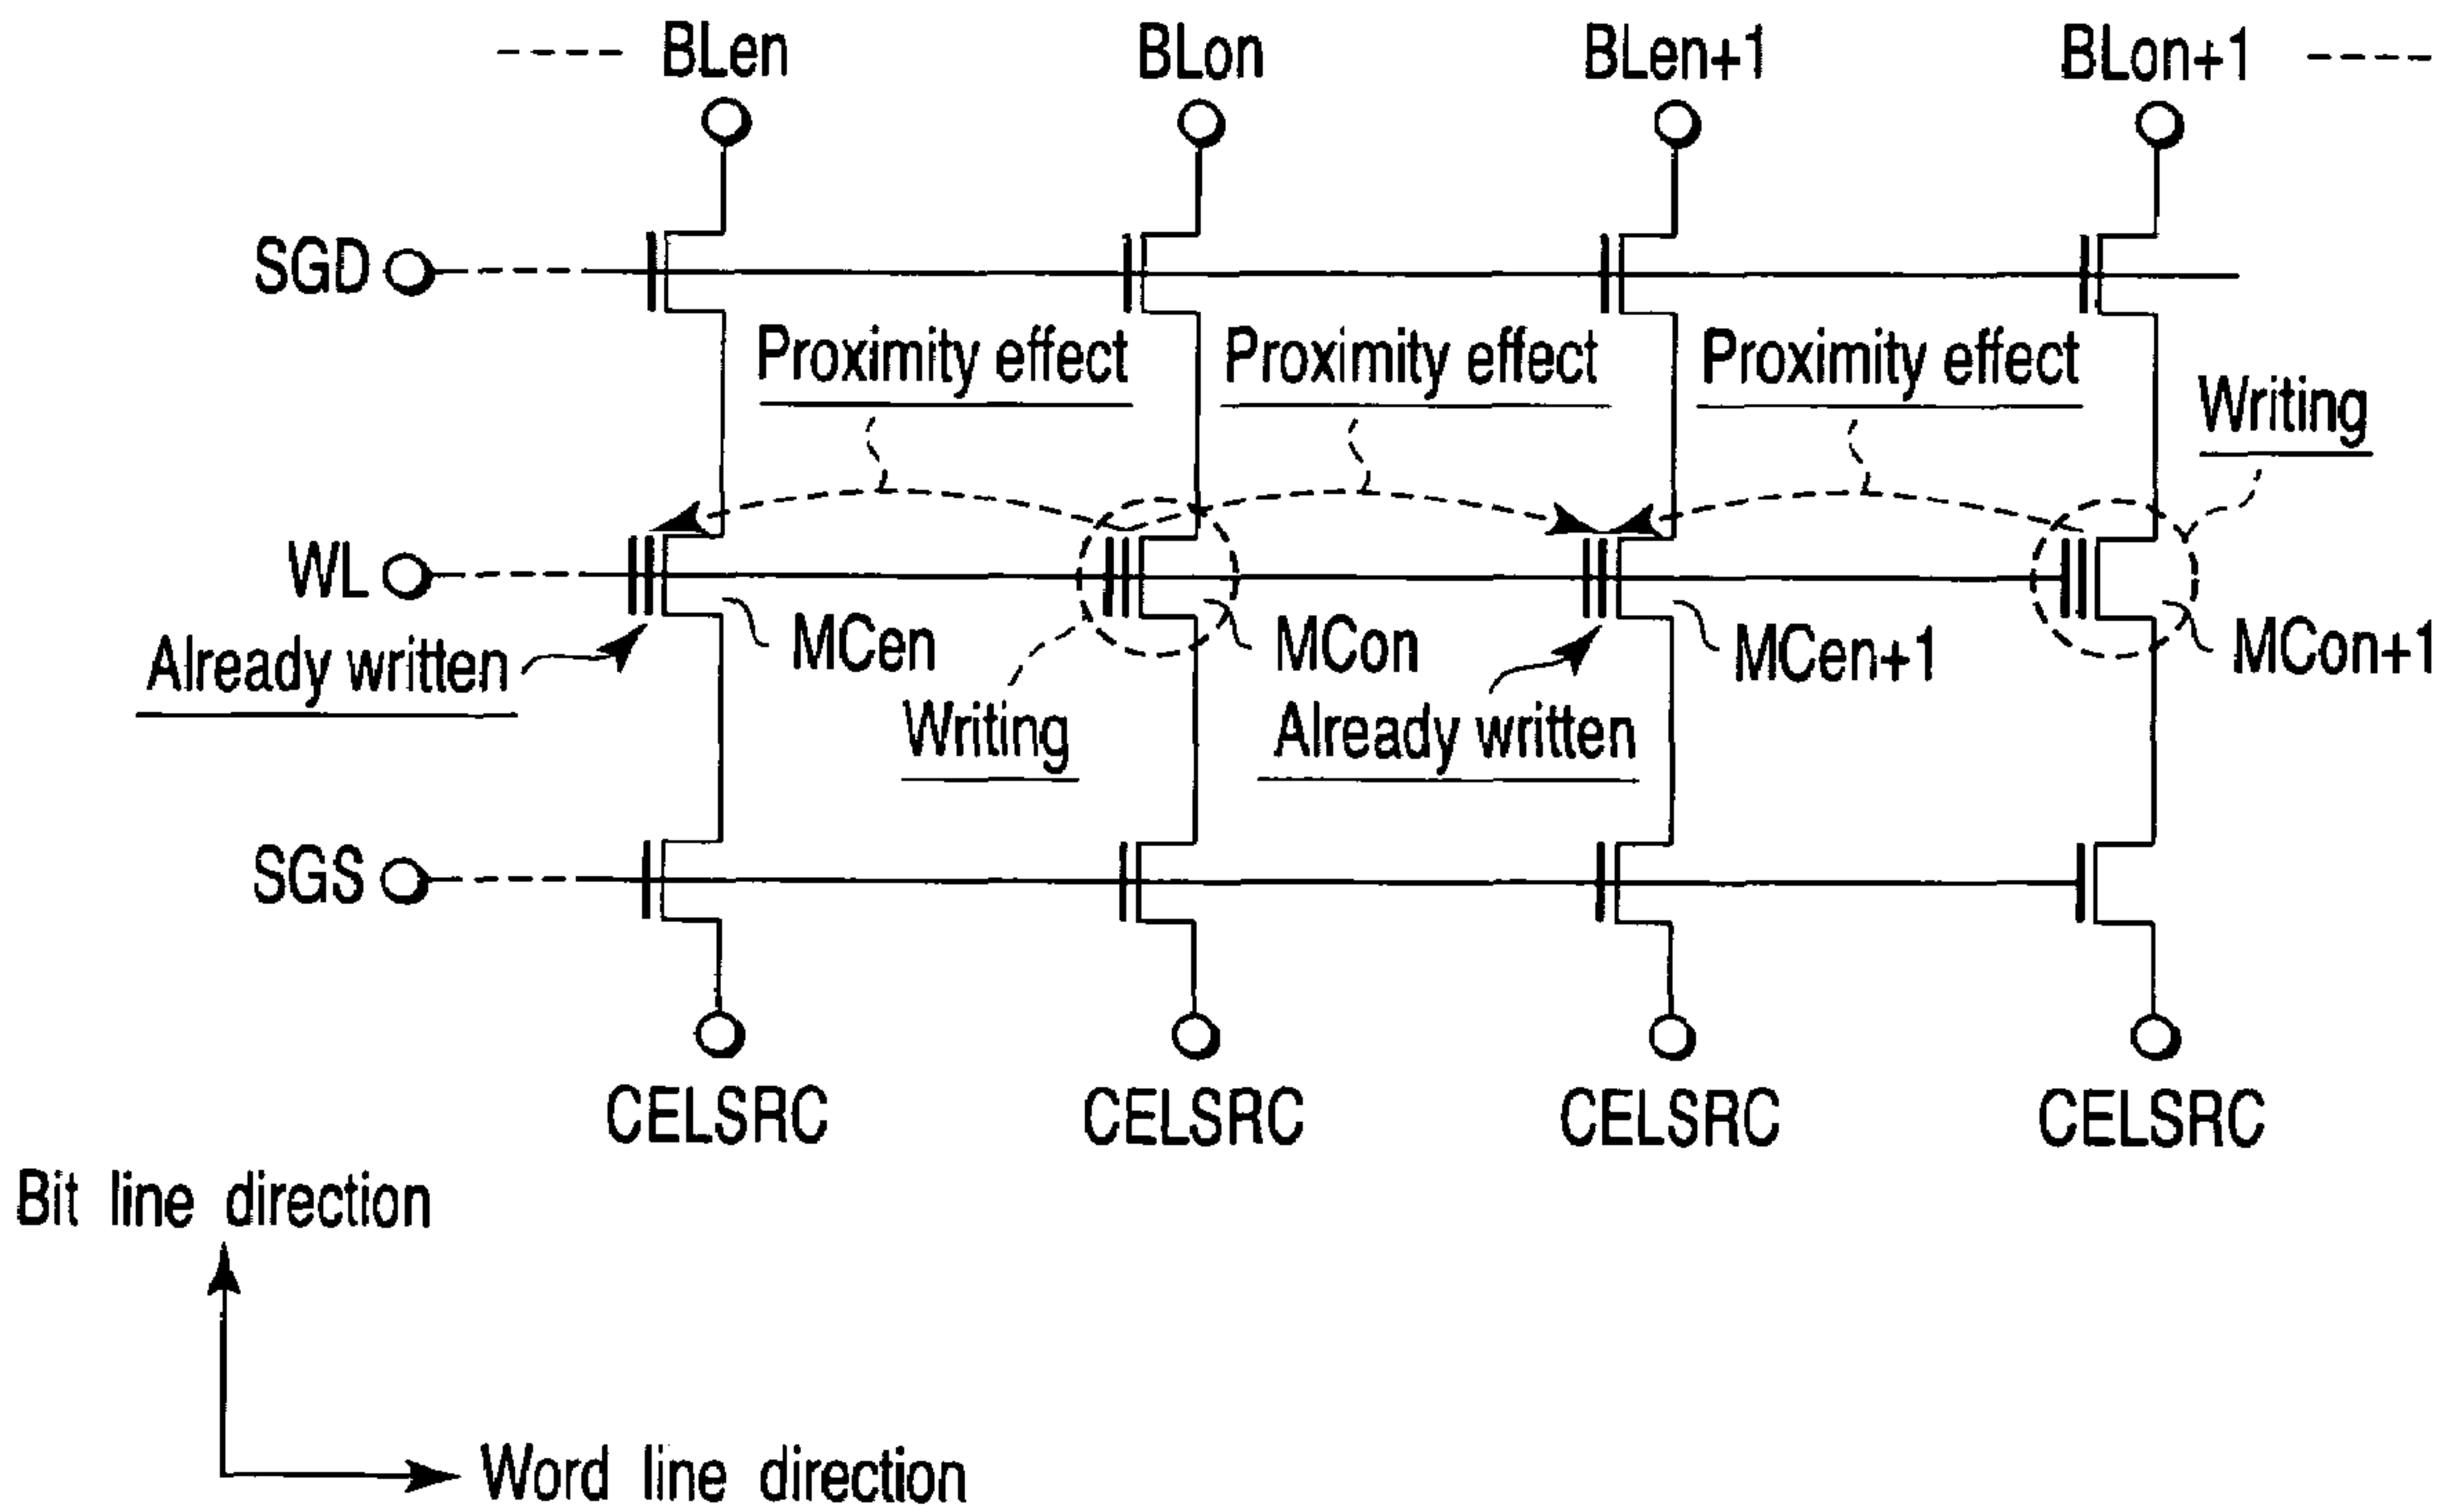 BLen BLon BLen+1 BLon+1
SGD
Proximity effect Proximity effect Proximity effect
Writing
WL
MCen MCon MCen+1 MCon+1
Already written
Writing Already written
SGS
CELSRC CELSRC CELSRC CELSRC
Bit line direction
Word line direction